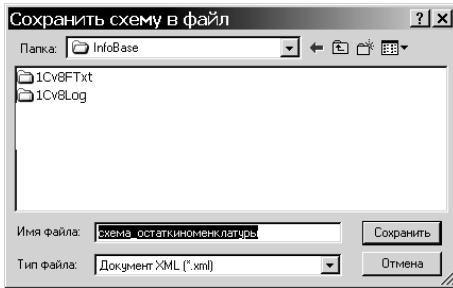 Сохранить схему в файл
Папка: InfoBase
1Cv8FTxt
1Cv8Log
Имя файла: схема_остаткиноменклатуры Сохранить
Тип файла: Документ XML (*.xml) Отмена